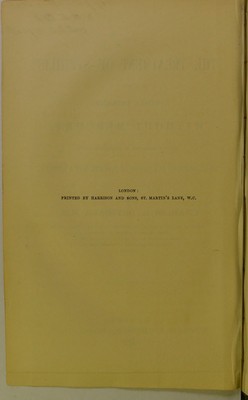 LONDON:
PRINTED BY HARRISON AND SONS, ST. MARTIN'S LANE, W.C.